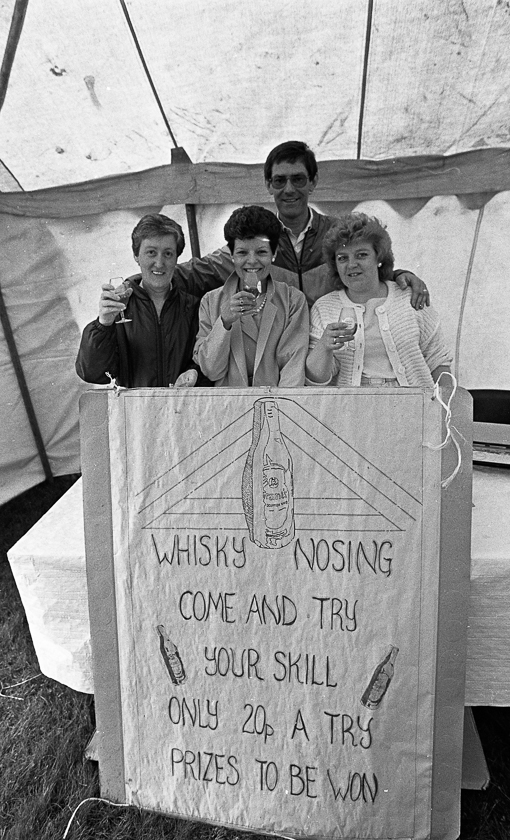 WHISKY NOSING
COME AND TRY
YOUR SKILL
ONLY 20p A TRY
PRIZES TO BE WON